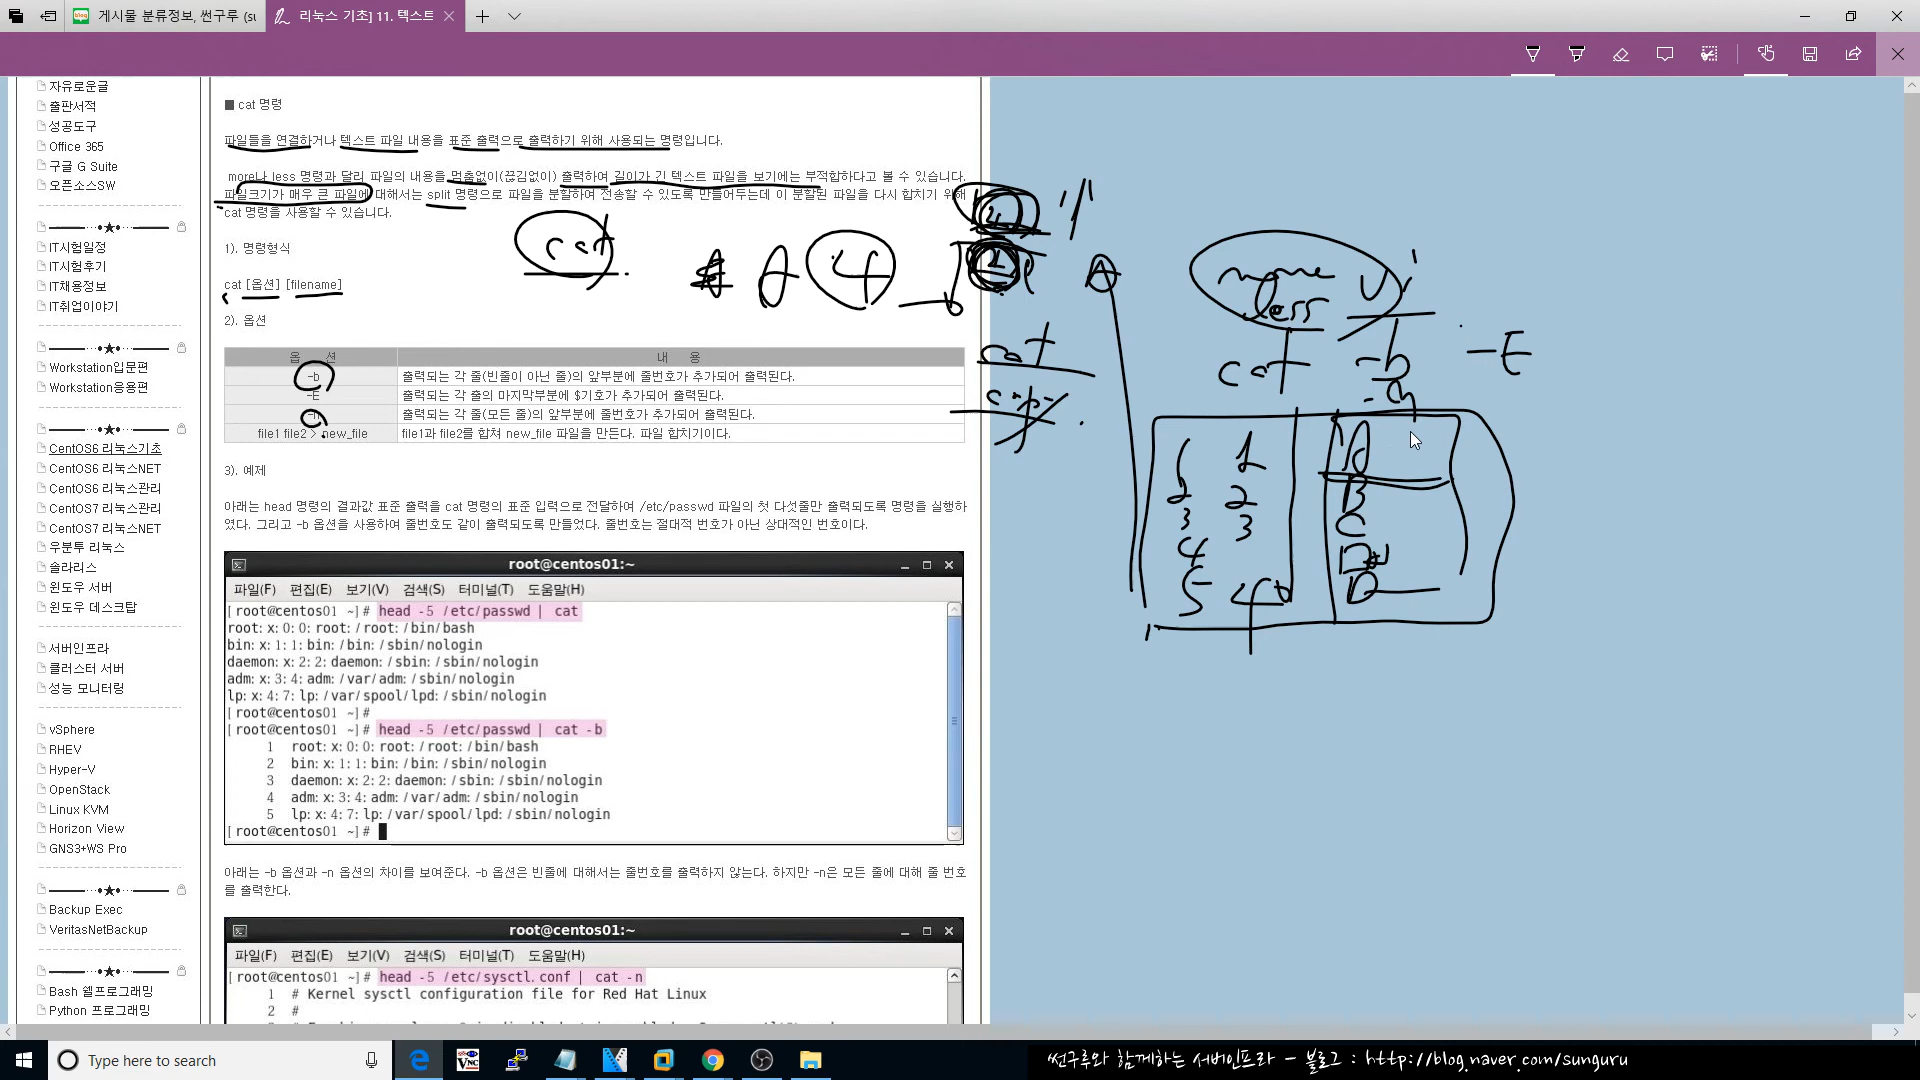 게시물 분류정보, 썬구루 (su
리눅스 기초] 11. 텍스트
자유로운글
출판서적
성공도구
Office 365
구글 G Suite
오픈소스SW
IT시험일정
IT시험후기
IT채용정보
IT취업이야기
Workstation입문편
Workstation응용편
CentOS6 리눅스기초
CentOS6 리눅스NET
CentOS6 리눅스관리
CentOS7 리눅스관리
CentOS7 리눅스NET
우분투 리눅스
솔라리스
윈도우 서버
윈도우 데스크탑
서버인프라
클러스터 서버
성능 모니터링
vSphere
RHEV
Hyper-V
OpenStack
Linux KVM
Horizon View
GNS3+WS Pro
Backup Exec
VeritasNetBackup
Bash 쉘프로그래밍
Python 프로그래밍
■ cat 명령
파일들을 연결하거나 텍스트 파일 내용을 표준 출력으로 출력하기 위해 사용되는 명령입니다.
more나 less 명령과 달리 파일의 내용을 멈춤없이(끊김없이) 출력하여 길이가 긴 텍스트 파일을 보기에는 부적합하다고 볼 수 있습니다.
파일크기가 매우 큰 파일에 대해서는 split 명령으로 파일을 분할하여 전송할 수 있도록 만들어두는데 이 분할된 파일을 다시 합치기 위해
cat 명령을 사용할 수 있습니다.
1). 명령형식
cat [옵션] [filename]
2). 옵션
옵 션 내 용
-b 출력되는 각 줄(빈줄이 아닌 줄)의 앞부분에 줄번호가 추가되어 출력된다.
-E 출력되는 각 줄의 마지막부분에 $기호가 추가되어 출력된다.
-n 출력되는 각 줄(모든 줄)의 앞부분에 줄번호가 추가되어 출력된다.
file1 file2 > new_file file1과 file2를 합쳐 new_file 파일을 만든다. 파일 합치기이다.
3). 예제
아래는 head 명령의 결과값 표준 출력을 cat 명령의 표준 입력으로 전달하여 /etc/passwd 파일의 첫 다섯줄만 출력되도록 명령을 실행하
였다. 그리고 -b 옵션을 사용하여 줄번호도 같이 출력되도록 만들었다. 줄번호는 절대적 번호가 아닌 상대적인 번호이다.
root@centos01:~
파일(F) 편집(E) 보기(V) 검색(S) 터미널(T) 도움말(H)
[root@centos01 ~]# head -5 /etc/passwd | cat
root:x:0:0:root:/root:/bin/bash
bin:x:1:1:bin:/bin:/sbin/nologin
daemon:x:2:2:daemon:/sbin:/sbin/nologin
adm:x:3:4:adm:/var/adm:/sbin/nologin
lp:x:4:7:lp:/var/spool/lpd:/sbin/nologin
[root@centos01 ~]#
[root@centos01 ~]# head -5 /etc/passwd | cat -b
1 root:x:0:0:root:/root:/bin/bash
2 bin:x:1:1:bin:/bin:/sbin/nologin
3 daemon:x:2:2:daemon:/sbin:/sbin/nologin
4 adm:x:3:4:adm:/var/adm:/sbin/nologin
5 lp:x:4:7:lp:/var/spool/lpd:/sbin/nologin
[root@centos01 ~]#
아래는 -b 옵션과 -n 옵션의 차이를 보여준다. -b 옵션은 빈줄에 대해서는 줄번호를 출력하지 않는다. 하지만 -n은 모든 줄에 대해 줄 번호
를 출력한다.
root@centos01:~
파일(F) 편집(E) 보기(V) 검색(S) 터미널(T) 도움말(H)
[root@centos01 ~]# head -5 /etc/sysctl.conf | cat -n
1 # Kernel sysctl configuration file for Red Hat Linux
2 #
cat
4
more vi
less
cat
cat -b
-n
-E
1 1
2 2 B
3 3 C
4
5 4 D
Type here to search
썬구루와 함께하는 서버인프라 - 블로그 : http://blog.naver.com/sunguru